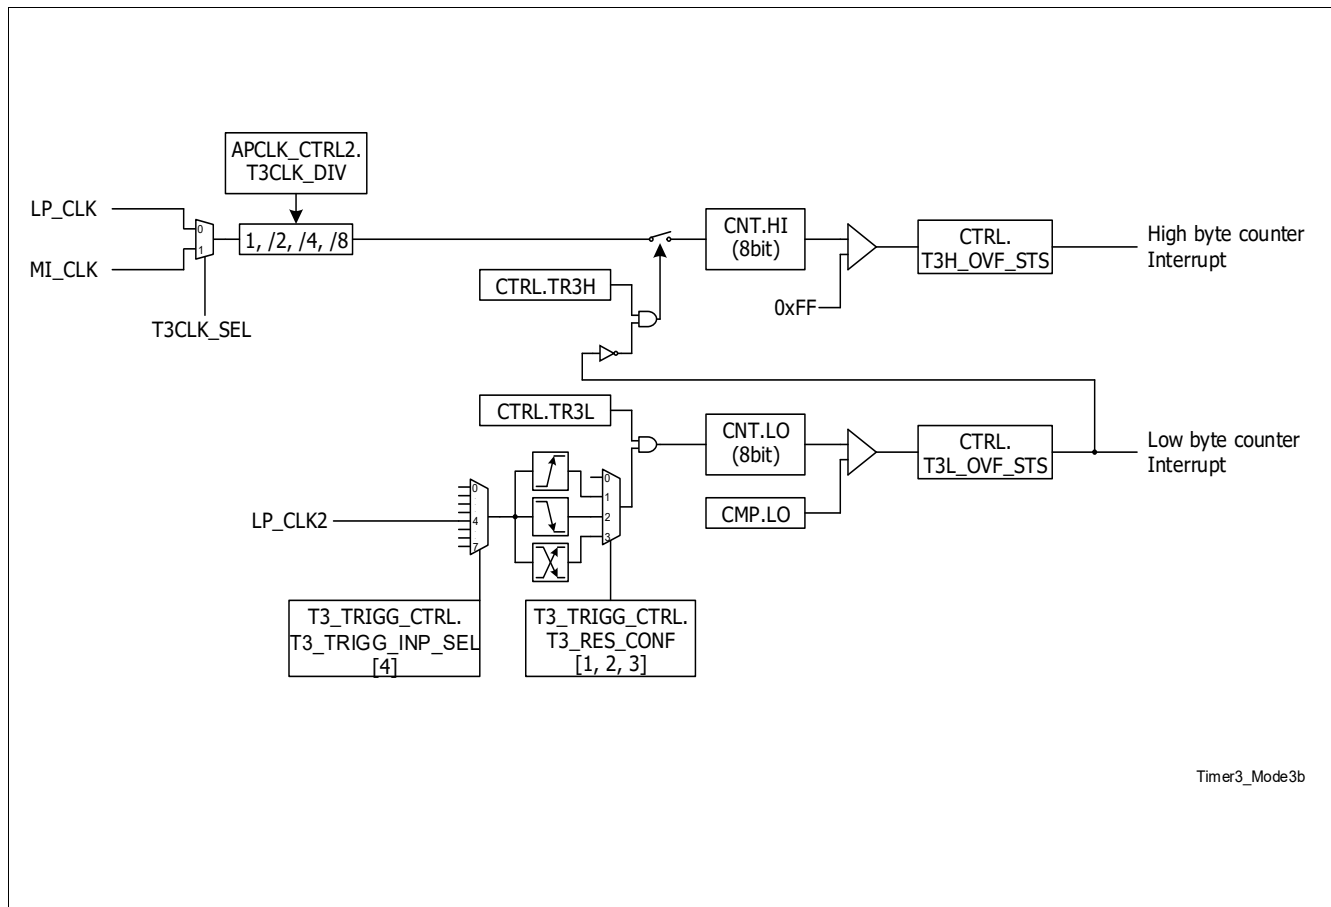 APCLK_CTRL2.
T3CLK_DIV
LP_CLK
0
1
MI_CLK
1, /2, /4, /8
T3CLK_SEL
CNT.HI
(8bit)
CTRL.
T3H_OVF_STS
High byte counter
Interrupt
CTRL.TR3H
0xFF
CTRL.TR3L
CNT.LO
(8bit)
CTRL.
T3L_OVF_STS
Low byte counter
Interrupt
CMP.LO
LP_CLK2
0
4
7
0
1
2
3
T3_TRIGG_CTRL.
T3_TRIGG_INP_SEL
[4]
T3_TRIGG_CTRL.
T3_RES_CONF
[1, 2, 3]
Timer3_Mode3b